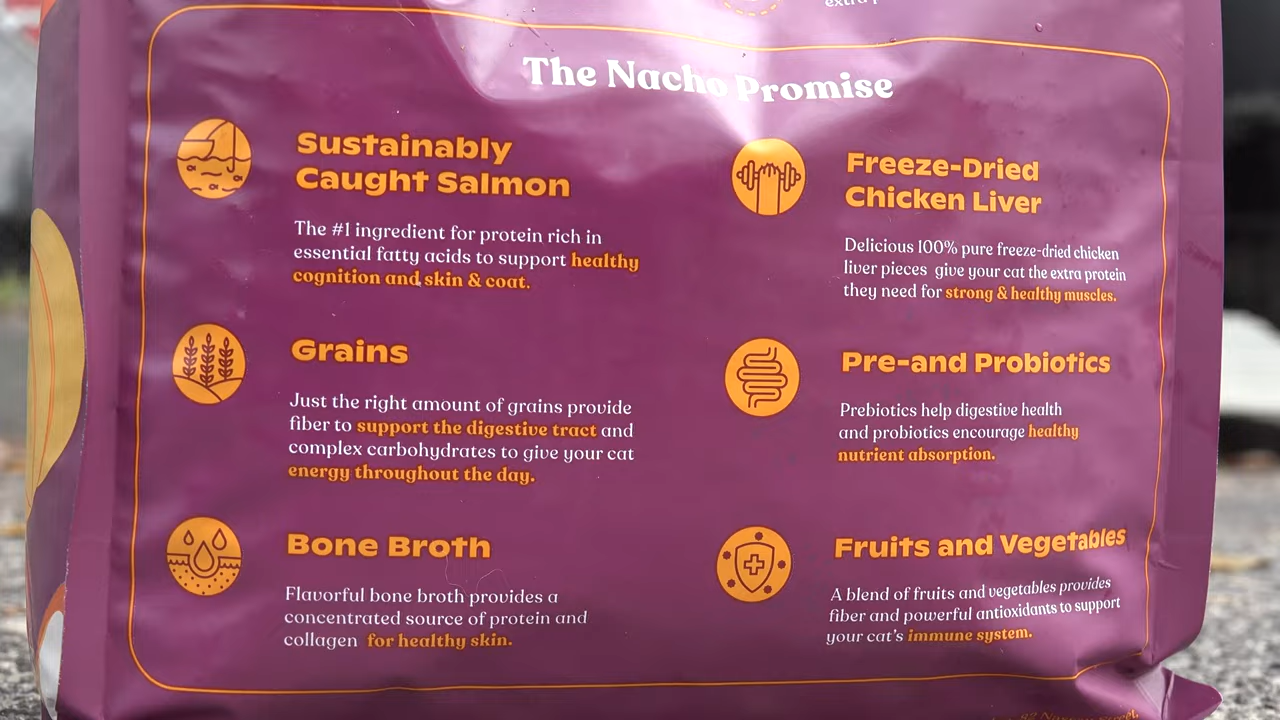 The Nacho Promise
Sustainably
Caught Salmon
The #1 ingredient for protein rich in
essential fatty acids to support healthy
cognition and skin & coat.
Grains
Just the right amount of grains provide
fiber to support the digestive tract and
complex carbohydrates to give your cat
energy throughout the day.
Bone Broth
Flavorful bone broth provides a
concentrated source of protein and
collagen for healthy skin.
Freeze-Dried
Chicken Liver
Delicious 100% pure freeze-dried chicken
liver pieces give your cat the extra protein
they need for strong & healthy muscles.
Pre-and Probiotics
Prebiotics help digestive health
and probiotics encourage healthy
nutrient absorption.
Fruits and Vegetables
A blend of fruits and vegetables provides
fiber and powerful antioxidants to support
your cat's immune system.